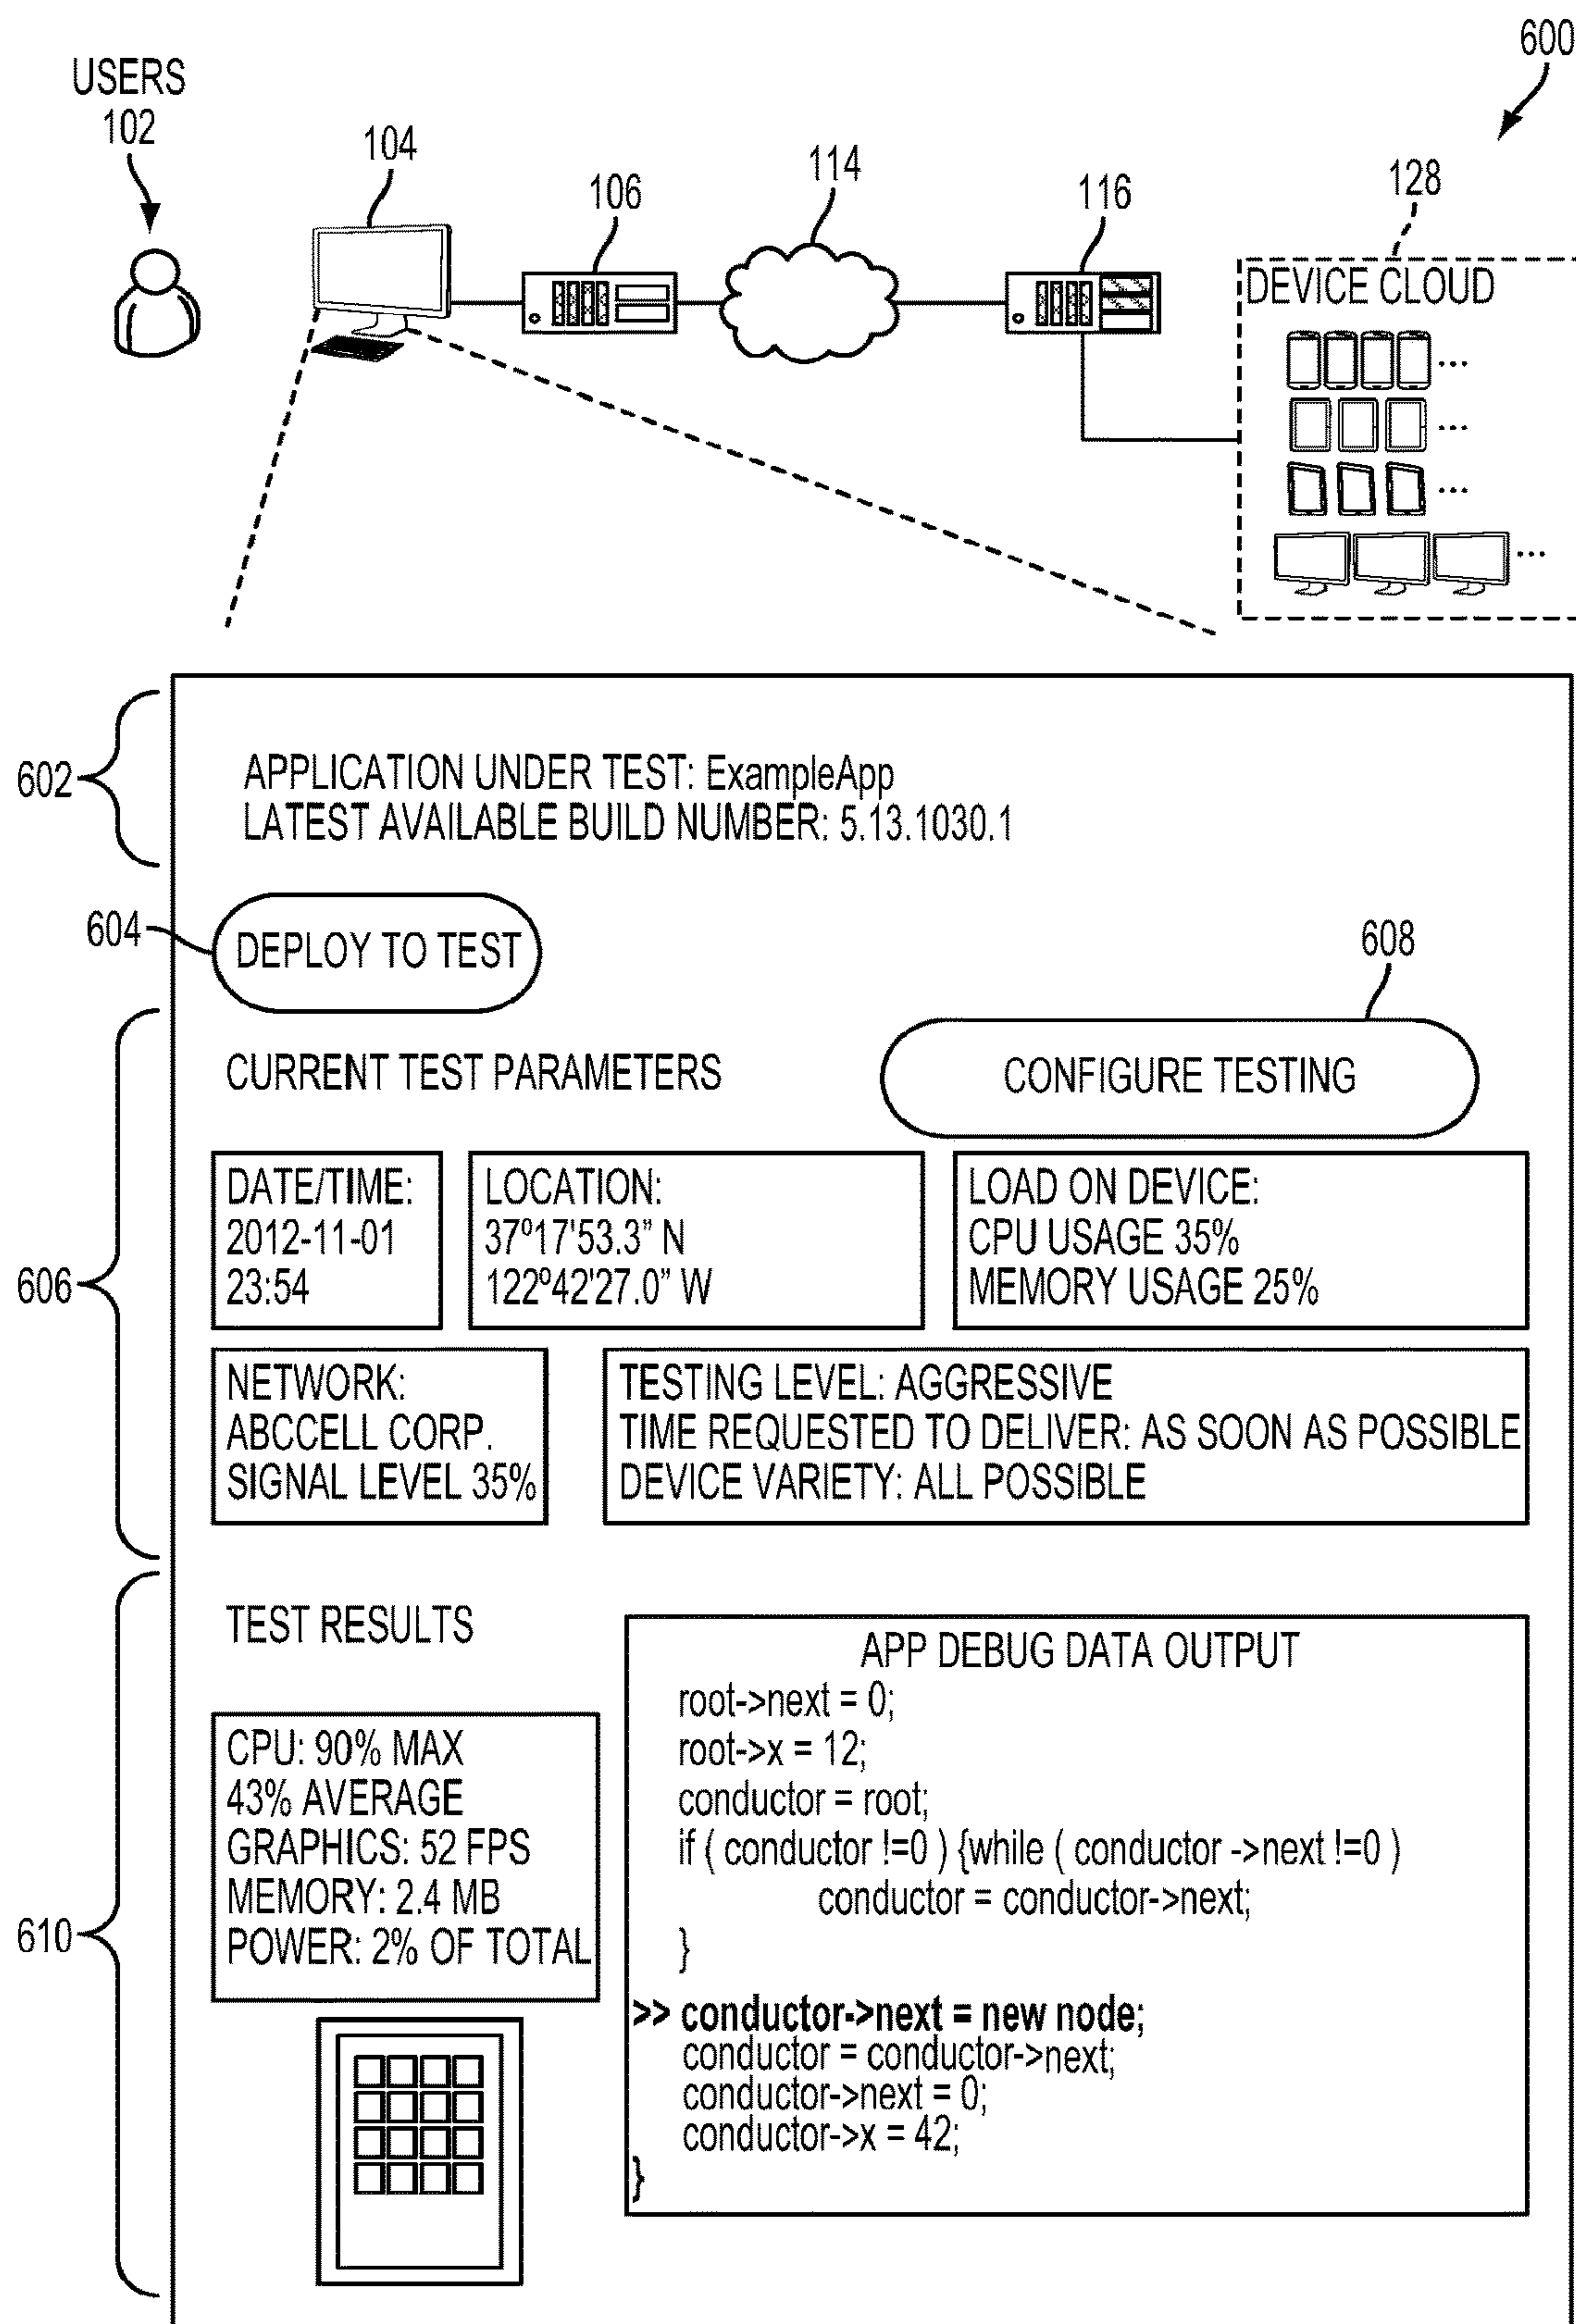 600
USERS
102
104
106
114
116
128
DEVICE CLOUD
...
...
...
...
602
APPLICATION UNDER TEST: ExampleApp
LATEST AVAILABLE BUILD NUMBER: 5.13.1030.1
604
DEPLOY TO TEST
608
CURRENT TEST PARAMETERS
CONFIGURE TESTING
606
DATE/TIME:
2012-11-01
23:54
LOCATION:
37º17'53.3” N
122º42'27.0” W
LOAD ON DEVICE:
CPU USAGE 35%
MEMORY USAGE 25%
NETWORK:
ABCCELL CORP.
SIGNAL LEVEL 35%
TESTING LEVEL: AGGRESSIVE
TIME REQUESTED TO DELIVER: AS SOON AS POSSIBLE
DEVICE VARIETY: ALL POSSIBLE
610
TEST RESULTS
CPU: 90% MAX
43% AVERAGE
GRAPHICS: 52 FPS
MEMORY: 2.4 MB
POWER: 2% OF TOTAL
APP DEBUG DATA OUTPUT
root->next = 0;
root->x = 12;
conductor = root;
if ( conductor !=0 ) {while ( conductor ->next !=0 )
conductor = conductor->next;
}
>> conductor->next = new node;
conductor = conductor->next;
conductor->next = 0;
conductor->x = 42;
}